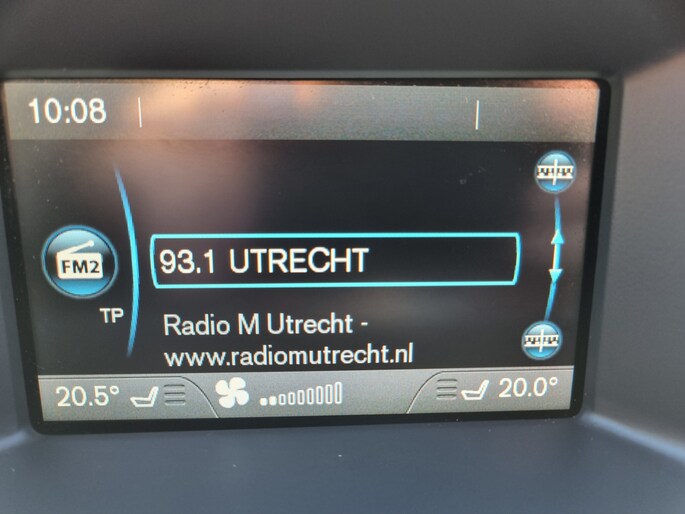 10:08
FM2
93.1 UTRECHT
TP
Radio M Utrecht -
www.radiomutrecht.nl
20.5°
20.0°